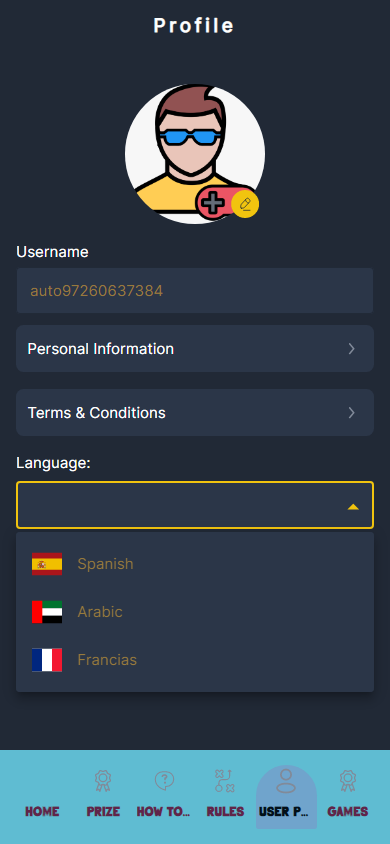 Profile
Username
auto97260637384
Personal Information
Terms & Conditions
Language:
Spanish
Arabic
Francias
HOME PRIZE HOW TO... RULES USER P... GAMES